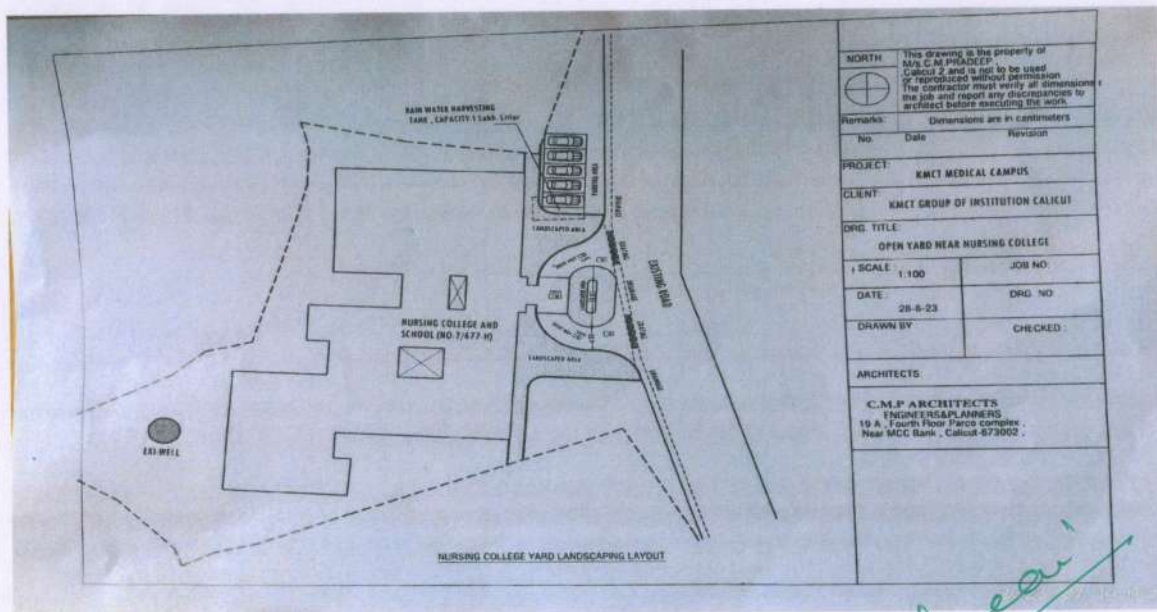 RAIN WATER HARVESTING
TANK , CAPACITY:1 Lakh. Liter
LANDSCAPED AREA
EXISTING ROAD
NURSING COLLEGE AND
SCHOOL (NO:7/477-H)
LANDSCAPED AREA
EXI-WELL
NURSING COLLEGE YARD LANDSCAPING LAYOUT
NORTH
This drawing is the property of
M/s C.M.PRADEEP ,
Calicut 2 and is not to be used
or reproduced without permission
The contractor must verify all dimensions
the job and report any discrepancies to
architect before executing the work
Remarks: Dimensions are in centimeters
No. Date Revision
PROJECT:
KMCT MEDICAL CAMPUS
CLIENT:
KMCT GROUP OF INSTITUTION CALICUT
DRG. TITLE:
OPEN YARD NEAR NURSING COLLEGE
SCALE : 1:100 JOB NO:
DATE : 28-6-23 DRG. NO
DRAWN BY CHECKED :
ARCHITECTS:
C.M.P ARCHITECTS
ENGINEERS&PLANNERS
19 A , Fourth Floor Parco complex ,
Near MCC Bank , Calicut-673002 .